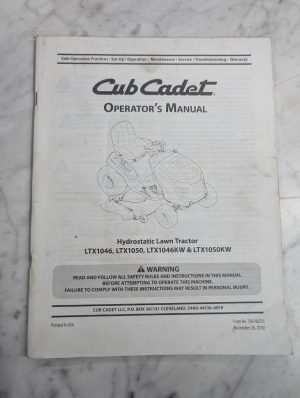 Safe Operation Practices • Set-Up • Operation • Maintenance • Service • Troubleshooting • Warranty
Cub Cadet
OPERATOR'S MANUAL
Hydrostatic Lawn Tractor
LTX1046, LTX1050, LTX1046KW & LTX1050KW
WARNING
READ AND FOLLOW ALL SAFETY RULES AND INSTRUCTIONS IN THIS MANUAL
BEFORE ATTEMPTING TO OPERATE THIS MACHINE.
FAILURE TO COMPLY WITH THESE INSTRUCTIONS MAY RESULT IN PERSONAL INJURY.
CUB CADET LLC, P.O. BOX 361131 CLEVELAND, OHIO 44136-0019
Printed In USA
Form No.